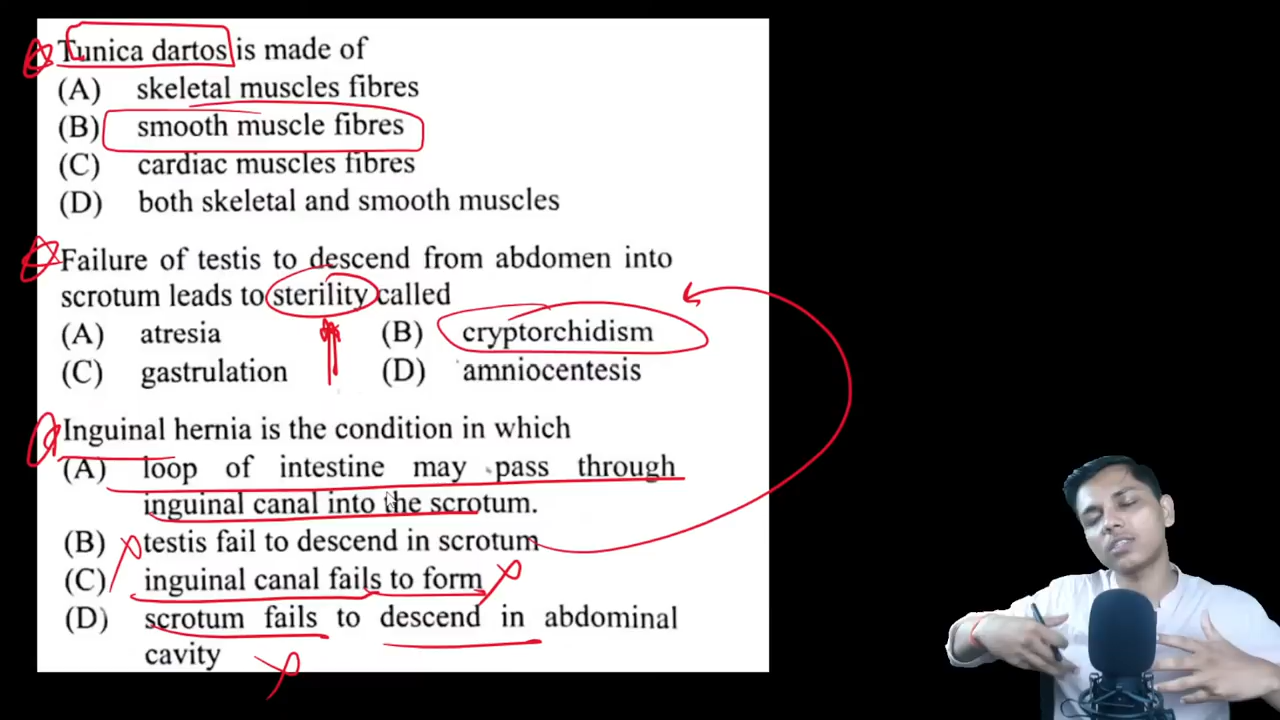 Tunica dartos is made of
(A) skeletal muscles fibres
(B) smooth muscle fibres
(C) cardiac muscles fibres
(D) both skeletal and smooth muscles
Failure of testis to descend from abdomen into
scrotum leads to sterility called
(A) atresia (B) cryptorchidism
(C) gastrulation (D) amniocentesis
Inguinal hernia is the condition in which
(A) loop of intestine may pass through
inguinal canal into the scrotum.
(B) testis fail to descend in scrotum
(C) inguinal canal fails to form
(D) scrotum fails to descend in abdominal
cavity